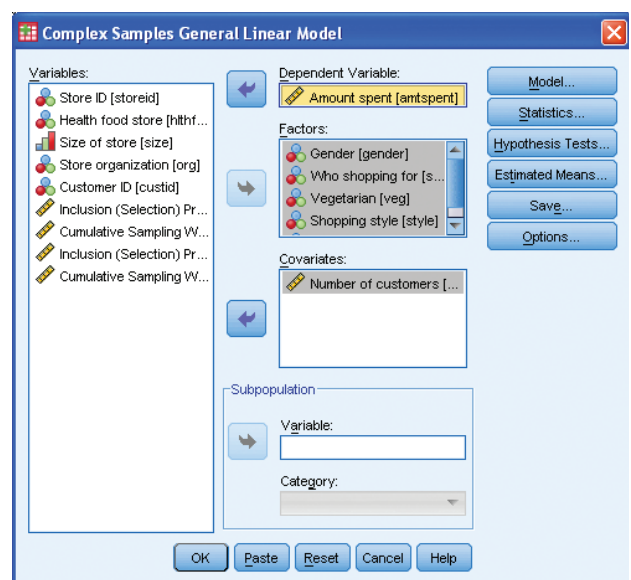 Complex Samples General Linear Model
Variables:
Store ID [storeid]
Health food store [hlthf...
Size of store [size]
Store organization [org]
Customer ID [custid]
Inclusion (Selection) Pr...
Cumulative Sampling W...
Inclusion (Selection) Pr...
Cumulative Sampling W...
Dependent Variable:
Amount spent [amtspent]
Factors:
Gender [gender]
Who shopping for [s...
Vegetarian [veg]
Shopping style [style]
Covariates:
Number of customers [...
Subpopulation
Variable:
Category:
Model...
Statistics...
Hypothesis Tests...
Estimated Means...
Save...
Options...
OK
Paste
Reset
Cancel
Help